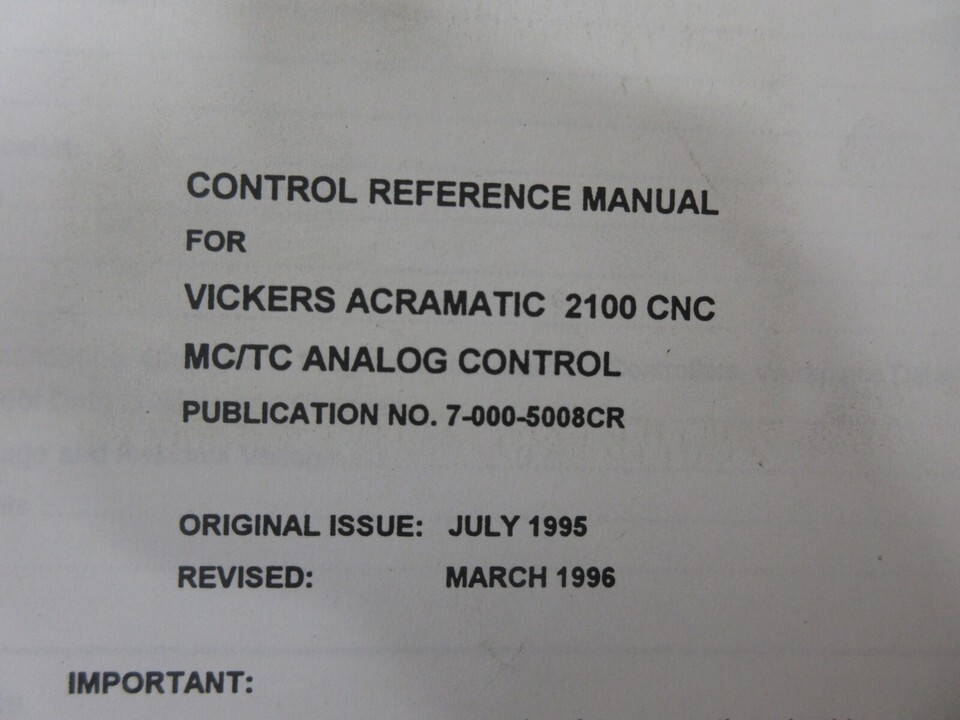 CONTROL REFERENCE MANUAL
FOR
VICKERS ACRAMATIC 2100 CNC
MC/TC ANALOG CONTROL
PUBLICATION NO. 7-000-5008CR
ORIGINAL ISSUE: JULY 1995
REVISED: MARCH 1996
IMPORTANT: